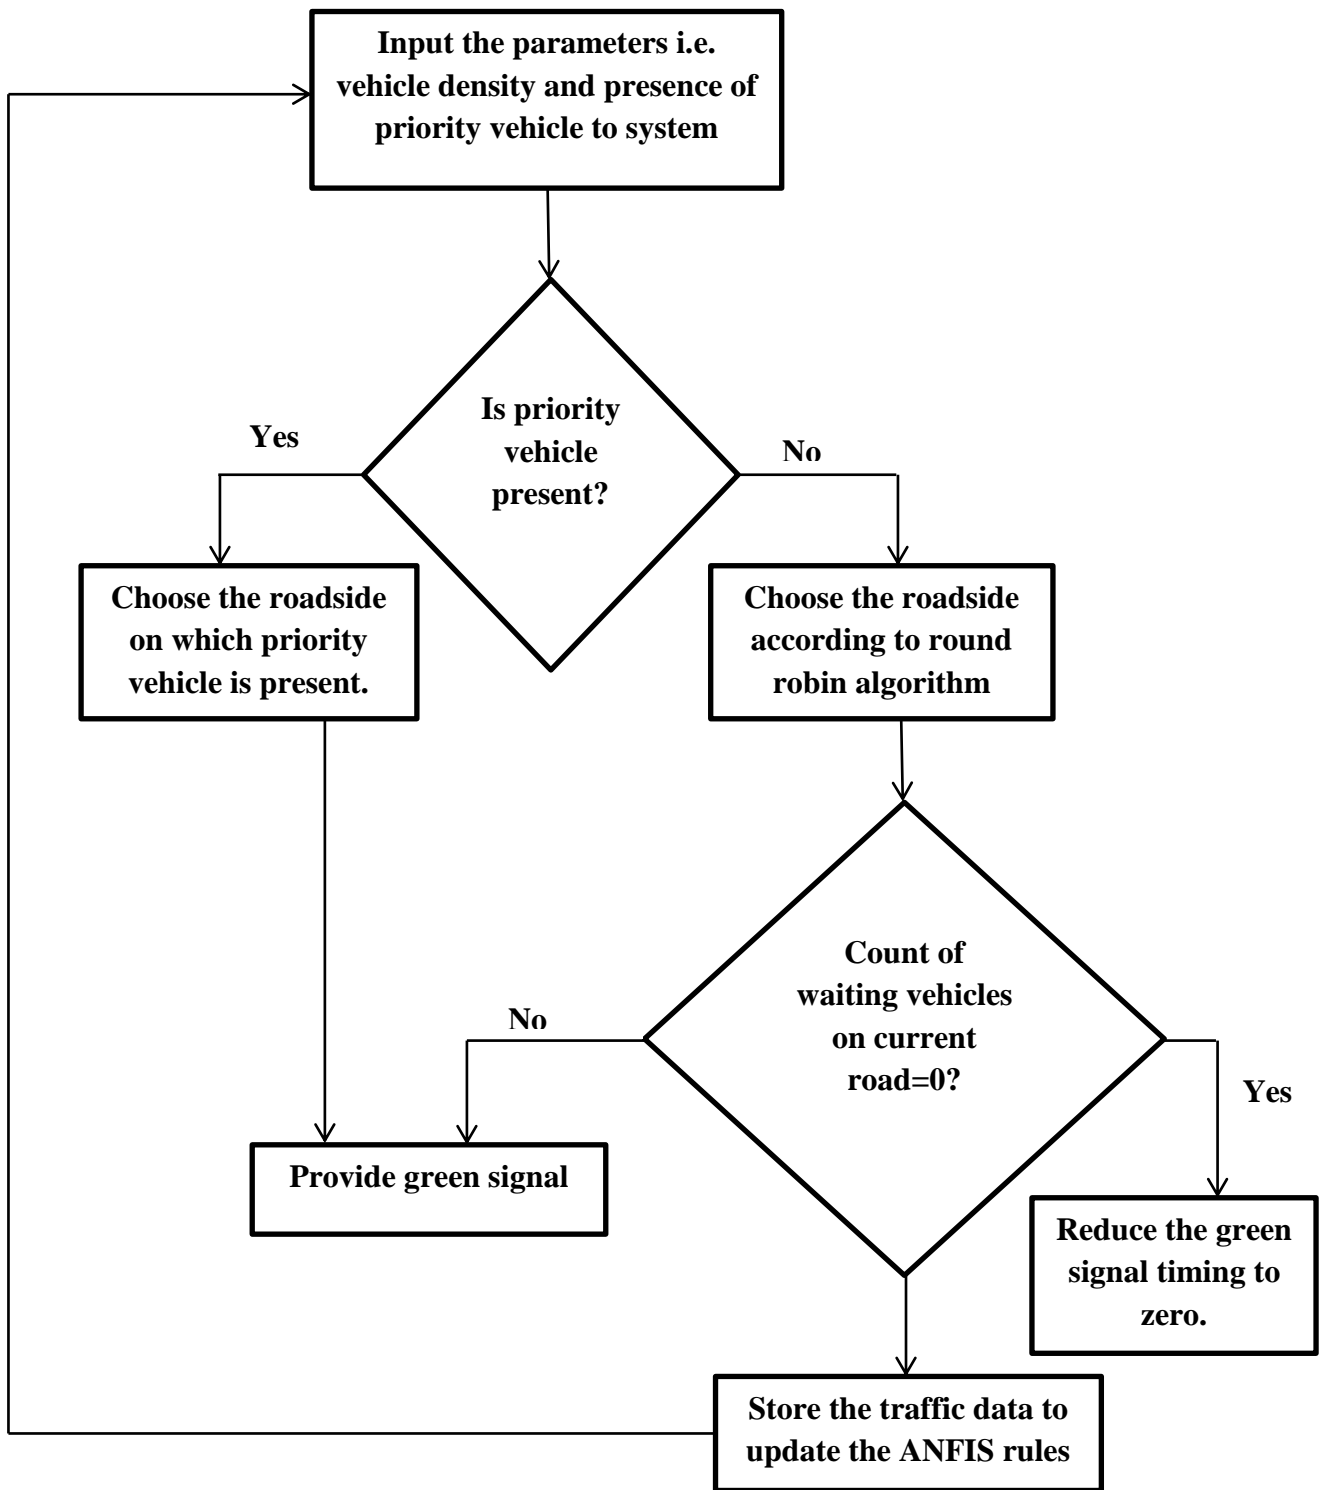 Input the parameters i.e.
vehicle density and presence of
priority vehicle to system
Is priority
vehicle
present?
Yes
No
Choose the roadside
on which priority
vehicle is present.
Choose the roadside
according to round
robin algorithm
Count of
waiting vehicles
on current
road=0?
No
Yes
Provide green signal
Reduce the green
signal timing to
zero.
Store the traffic data to
update the ANFIS rules